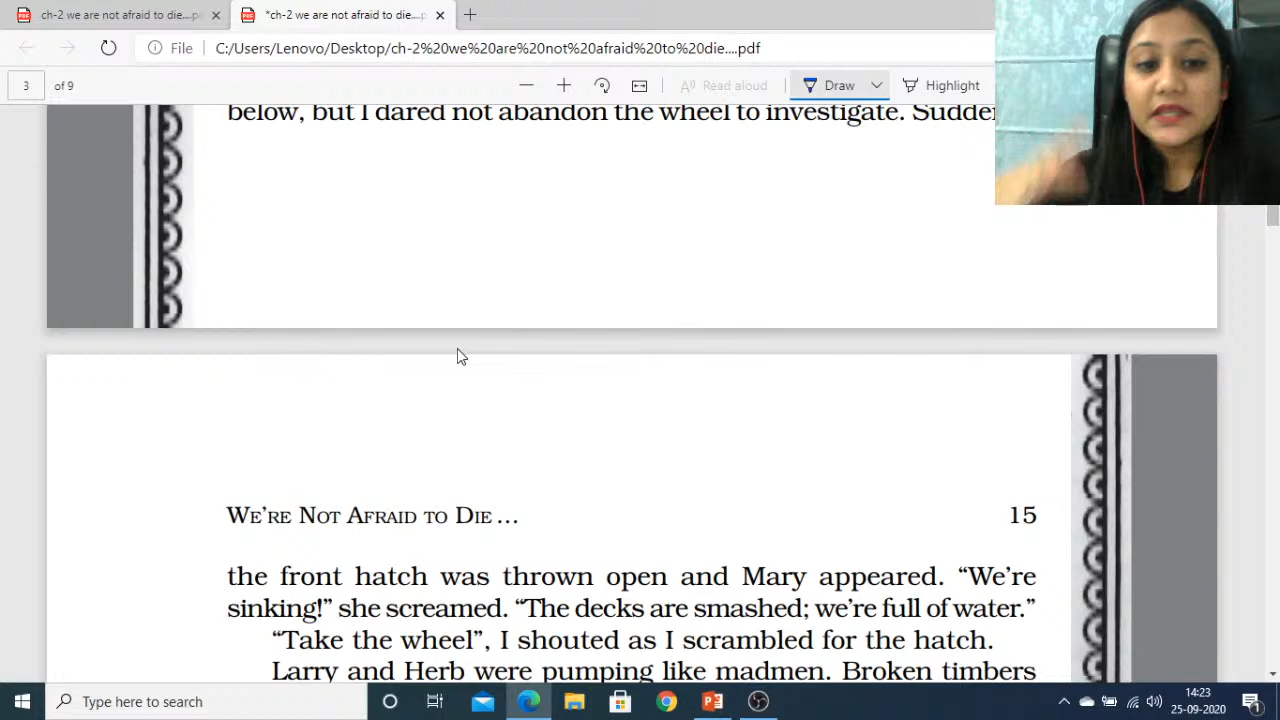 ch-2 we are not afraid to die....p
*ch-2 we are not afraid to die....p
File
C:/Users/Lenovo/Desktop/ch-2%20we%20are%20not%20afraid%20to%20die....pdf
3
of 9
Read aloud
Draw
Highlight
below, but I dared not abandon the wheel to investigate. Sudden
WE'RE NOT AFRAID TO DIE ...
15
the front hatch was thrown open and Mary appeared. “We’re
sinking!” she screamed. “The decks are smashed; we’re full of water.”
“Take the wheel”, I shouted as I scrambled for the hatch.
Larry and Herb were pumping like madmen. Broken timbers
Type here to search
14:23
25-09-2020
1